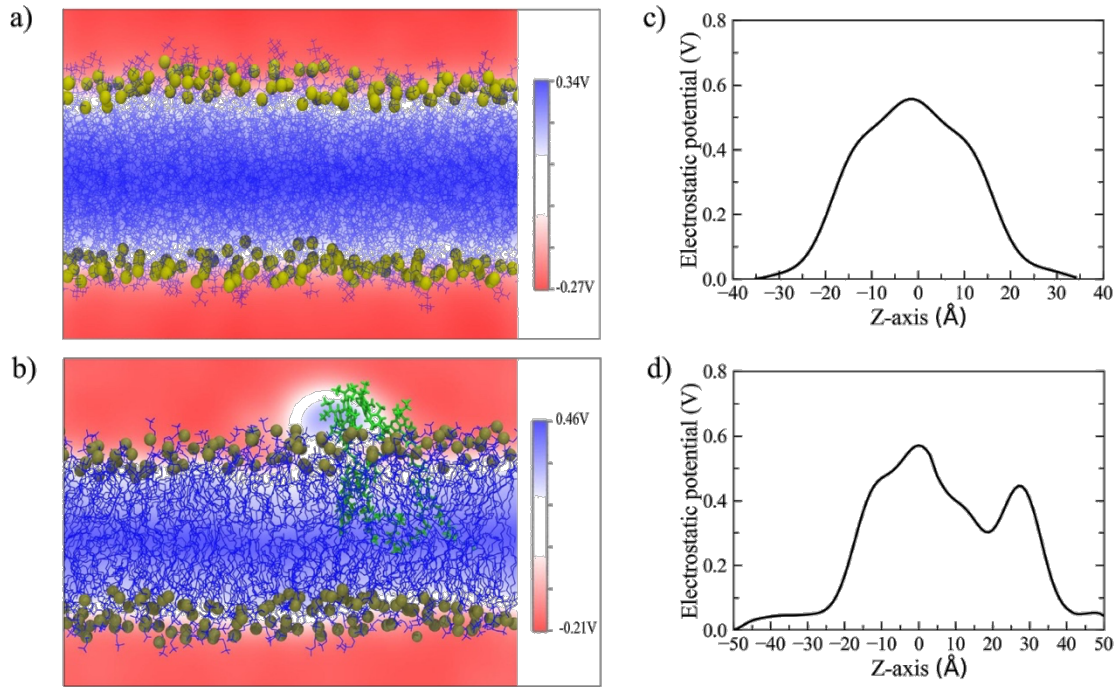 a)
0.34V
-0.27V
b)
0.46V
-0.21V
c)
Electrostatic potential (V)
0.8
0.6
0.4
0.2
0.0
−40 −30 −20 −10 0 10 20 30 40
Z-axis (Å)
d)
Electrostatic potential (V)
0.8
0.6
0.4
0.2
0.0
−50 −40 −30 −20 −10 0 10 20 30 40 50
Z-axis (Å)